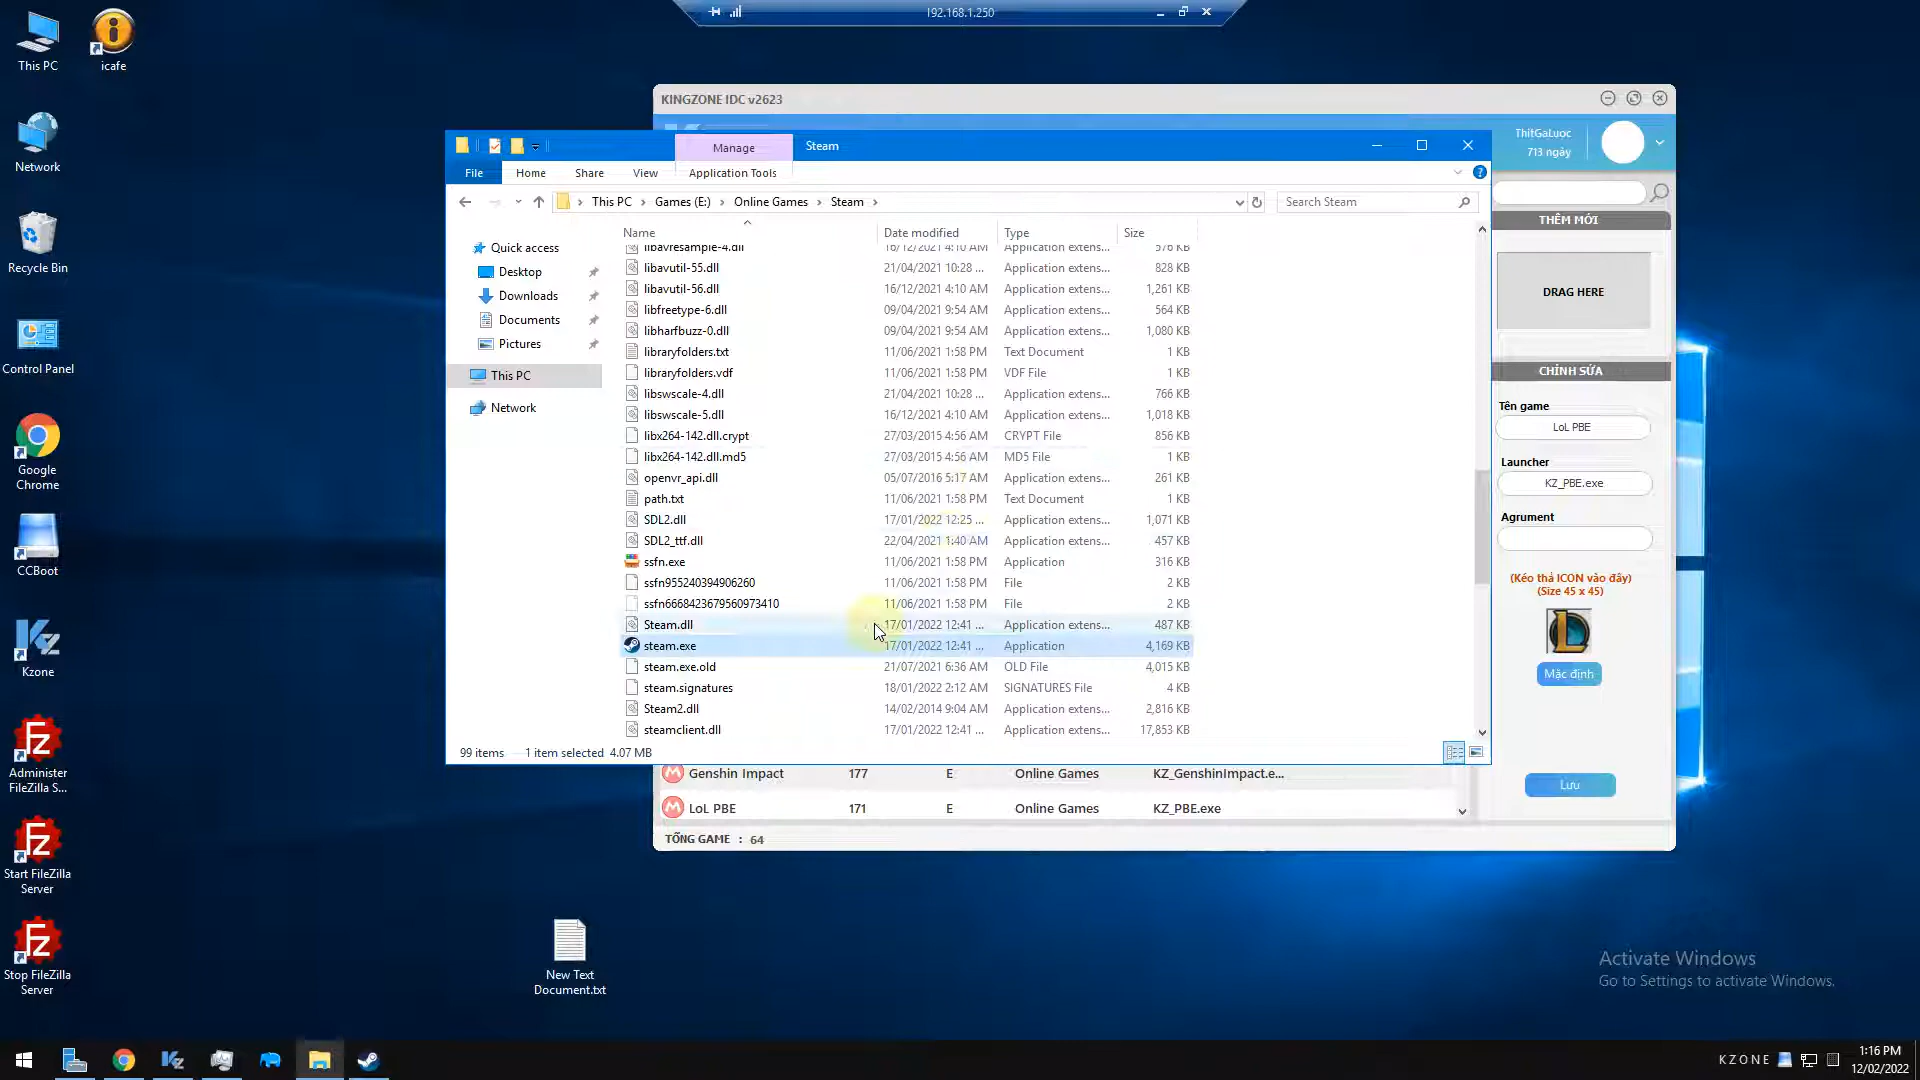 192.168.1.250
This PC
icafe
Network
Recycle Bin
Control Panel
Google
Chrome
CCBoot
Kzone
Administer
FileZilla S...
Start FileZilla
Server
Stop FileZilla
Server
New Text
Document.txt
KINGZONE IDC v2623
ThitGaLuoc
713 ngày
Manage
Steam
File
Home
Share
View
Application Tools
This PC
Games (E:)
Online Games
Steam
Search Steam
Quick access
Desktop
Downloads
Documents
Pictures
This PC
Network
Name Date modified Type Size
libavresample-4.dll 16/12/2021 4:10 AM Application extens... 576 KB
libavutil-55.dll 21/04/2021 10:28 ... Application extens... 828 KB
libavutil-56.dll 16/12/2021 4:10 AM Application extens... 1,261 KB
libfreetype-6.dll 09/04/2021 9:54 AM Application extens... 564 KB
libharfbuzz-0.dll 09/04/2021 9:54 AM Application extens... 1,080 KB
libraryfolders.txt 11/06/2021 1:58 PM Text Document 1 KB
libraryfolders.vdf 11/06/2021 1:58 PM VDF File 1 KB
libswscale-4.dll 21/04/2021 10:28 ... Application extens... 766 KB
libswscale-5.dll 16/12/2021 4:10 AM Application extens... 1,018 KB
libx264-142.dll.crypt 27/03/2015 4:56 AM CRYPT File 856 KB
libx264-142.dll.md5 27/03/2015 4:56 AM MD5 File 1 KB
openvr_api.dll 05/07/2016 5:17 AM Application extens... 261 KB
path.txt 11/06/2021 1:58 PM Text Document 1 KB
SDL2.dll 17/01/2022 12:25 ... Application extens... 1,071 KB
SDL2_ttf.dll 22/04/2021 1:40 AM Application extens... 457 KB
ssfn.exe 11/06/2021 1:58 PM Application 316 KB
ssfn955240394906260 11/06/2021 1:58 PM File 2 KB
ssfn6668423679560973410 11/06/2021 1:58 PM File 2 KB
Steam.dll 17/01/2022 12:41 ... Application extens... 487 KB
steam.exe 17/01/2022 12:41 ... Application 4,169 KB
steam.exe.old 21/07/2021 6:36 AM OLD File 4,015 KB
steam.signatures 18/01/2022 2:12 AM SIGNATURES File 4 KB
Steam2.dll 14/02/2014 9:04 AM Application extens... 2,816 KB
steamclient.dll 17/01/2022 12:41 ... Application extens... 17,853 KB
99 items 1 item selected 4.07 MB
Genshin Impact 177 E Online Games KZ_GenshinImpact.e...
LoL PBE 171 E Online Games KZ_PBE.exe
TỔNG GAME : 64
THÊM MỚI
DRAG HERE
CHỈNH SỬA
Tên game
LoL PBE
Launcher
KZ_PBE.exe
Agrument
(Kéo thả ICON vào đây)
(Size 45 x 45)
Mặc định
Lưu
Activate Windows
Go to Settings to activate Windows.
KZONE
1:16 PM
12/02/2022